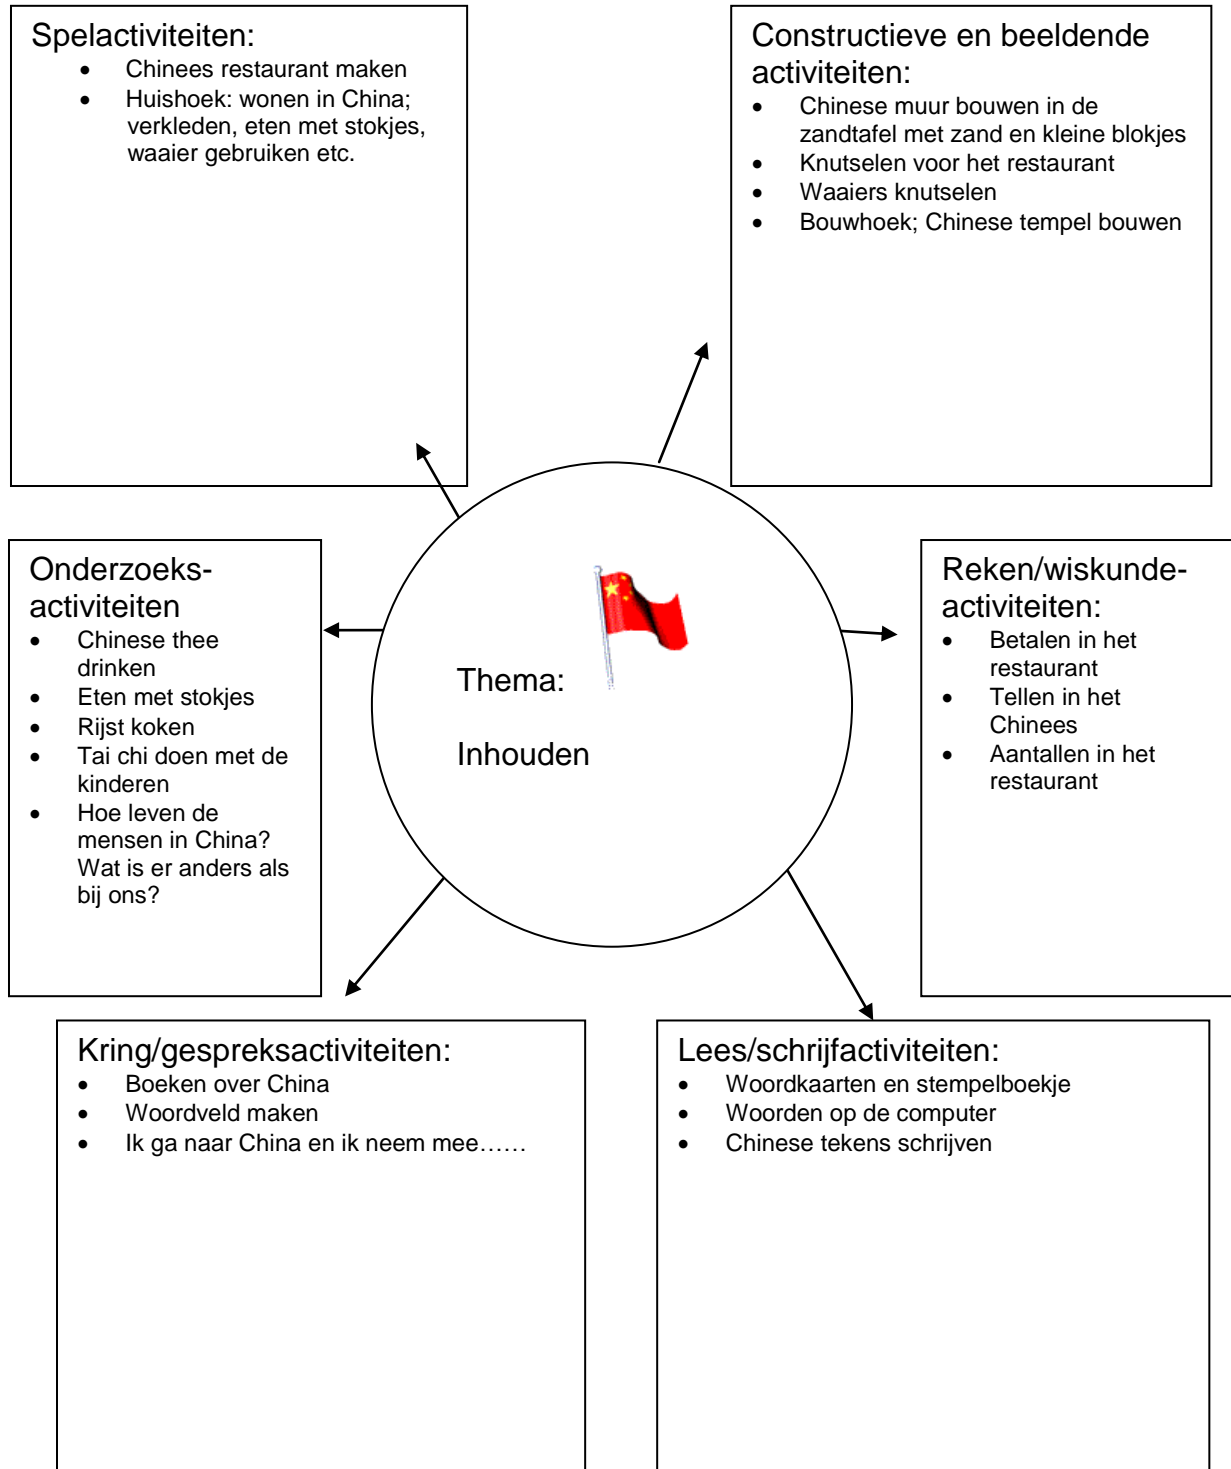 Spelactiviteiten:
• Chinees restaurant maken
• Huishoek: wonen in China;
verkleden, eten met stokjes,
waaier gebruiken etc.
Constructieve en beeldende
activiteiten:
• Chinese muur bouwen in de
zandtafel met zand en kleine blokjes
• Knutselen voor het restaurant
• Waaiers knutselen
• Bouwhoek; Chinese tempel bouwen
Onderzoeks-
activiteiten
• Chinese thee
drinken
• Eten met stokjes
• Rijst koken
• Tai chi doen met de
kinderen
• Hoe leven de
mensen in China?
Wat is er anders als
bij ons?
Thema:
Inhouden
Reken/wiskunde-
activiteiten:
• Betalen in het
restaurant
• Tellen in het
Chinees
• Aantallen in het
restaurant
Kring/gespreksactiviteiten:
• Boeken over China
• Woordveld maken
• Ik ga naar China en ik neem mee……
Lees/schrijfactiviteiten:
• Woordkaarten en stempelboekje
• Woorden op de computer
• Chinese tekens schrijven